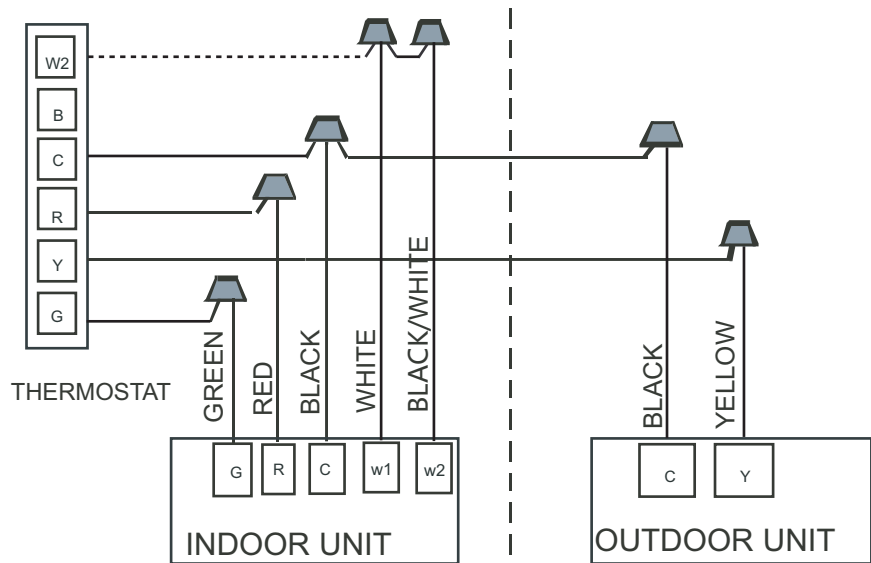 W2
B
C
R
Y
G
THERMOSTAT
GREEN
RED
BLACK
WHITE
BLACK/WHITE
BLACK
YELLOW
G R C w1 w2
INDOOR UNIT
C Y
OUTDOOR UNIT